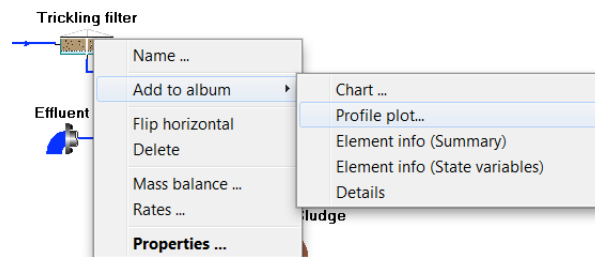 Trickling filter
Name ...
Add to album
Chart ...
Profile plot...
Effluent
Flip horizontal
Element info (Summary)
Delete
Element info (State variables)
Mass balance ...
Details
Rates ...
Properties ...